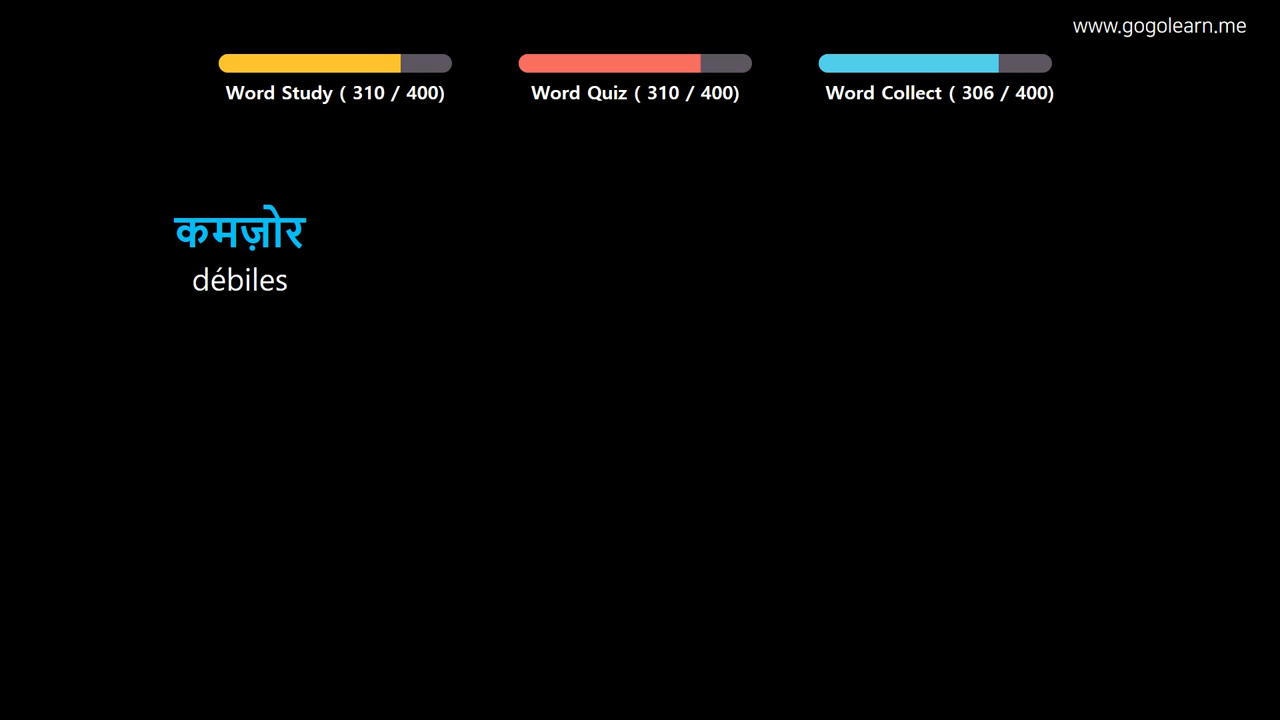 www.gogolearn.me
Word Study ( 310 / 400)
Word Quiz ( 310 / 400)
Word Collect ( 306 / 400)
कमज़ोर
débiles